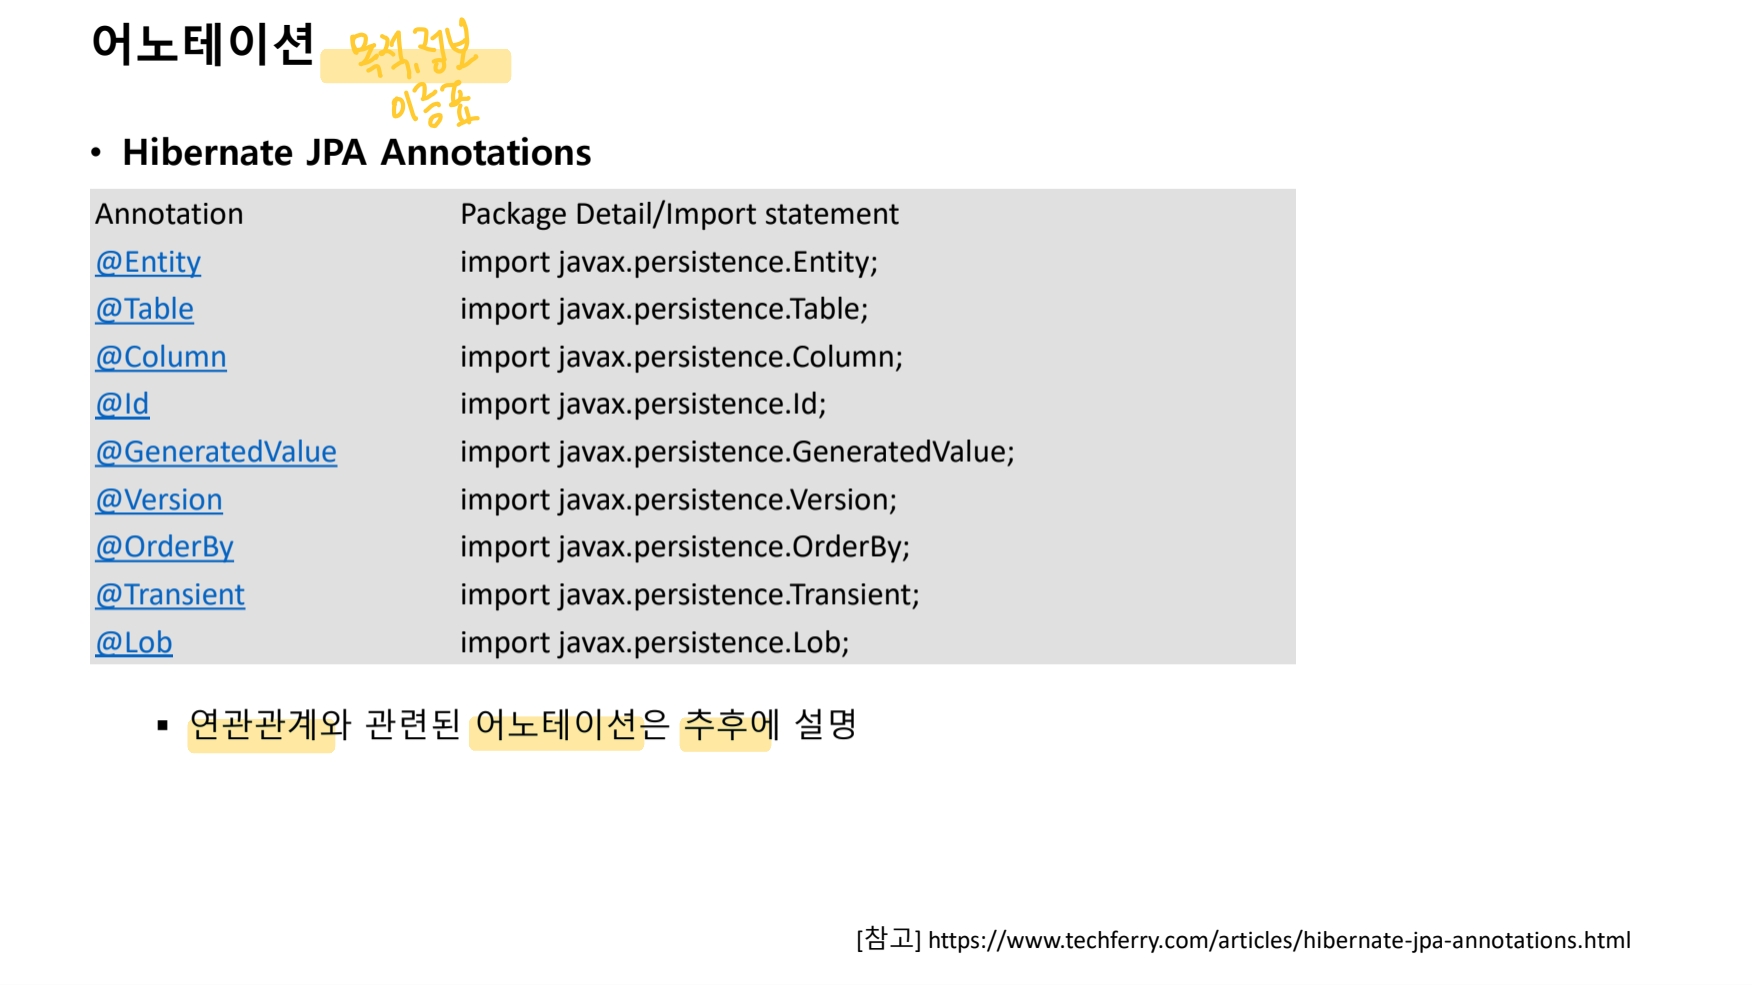 어노테이션 목적, 정보
이름표
• Hibernate JPA Annotations
Annotation Package Detail/Import statement
@Entity import javax.persistence.Entity;
@Table import javax.persistence.Table;
@Column import javax.persistence.Column;
@Id import javax.persistence.Id;
@GeneratedValue import javax.persistence.GeneratedValue;
@Version import javax.persistence.Version;
@OrderBy import javax.persistence.OrderBy;
@Transient import javax.persistence.Transient;
@Lob import javax.persistence.Lob;
▪ 연관관계와 관련된 어노테이션은 추후에 설명
[참고] https://www.techferry.com/articles/hibernate-jpa-annotations.html